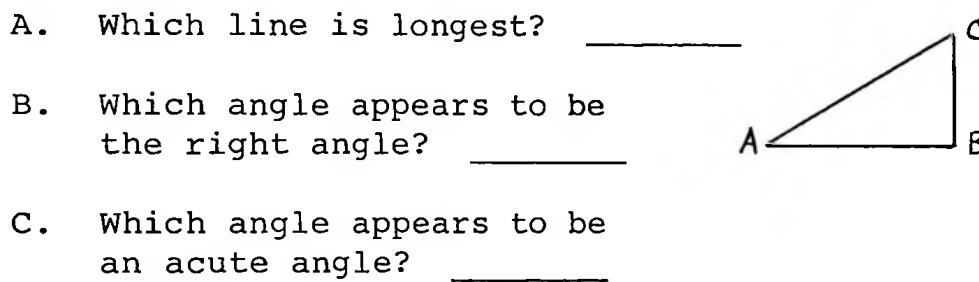 A. Which line is longest?
B. Which angle appears to be
the right angle?
C. Which angle appears to be
an acute angle?
A
B
C